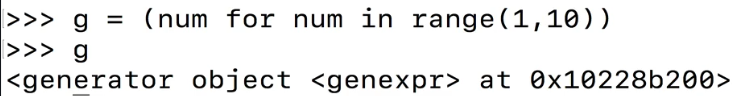 >>> g = (num for num in range(1,10))
>>> g
<generator object <genexpr> at 0x10228b200>